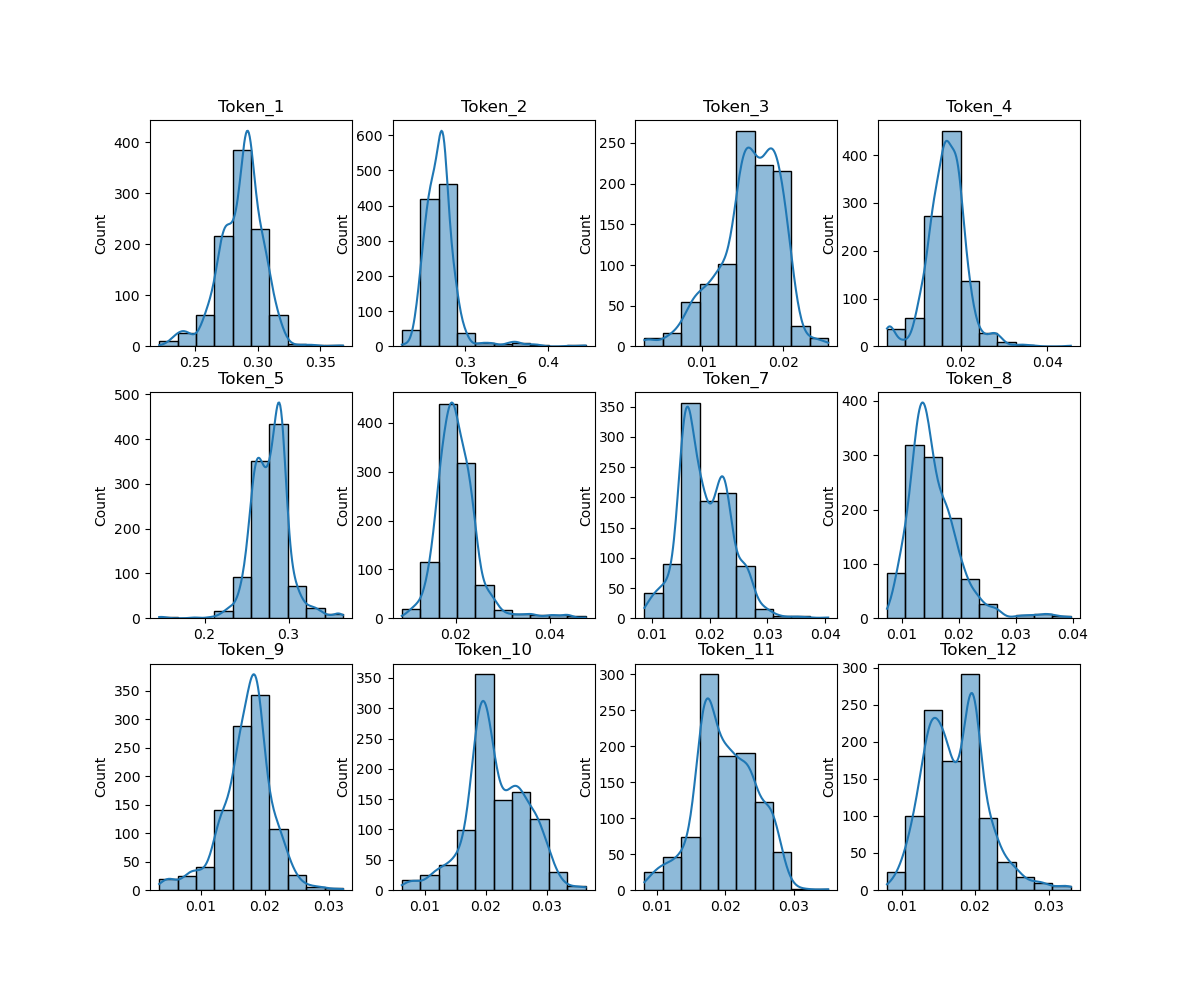 Token_1 Token_2 Token_3 Token_4
400 600 250 400
300 500 200 300
200 400 150 200
100 300 100 100
0 200 50 0
100 0
0
Count Count Count Count
0.25 0.30 0.35 0.3 0.4 0.01 0.02 0.02 0.04
Token_5 Token_6 Token_7 Token_8
500 400 350 400
400 300 300 300
300 200 250 200
200 100 200 100
100 0 150 0
0 100
50
0
Count Count Count Count
0.2 0.3 0.02 0.04 0.01 0.02 0.03 0.04 0.01 0.02 0.03 0.04
Token_9 Token_10 Token_11 Token_12
350 350 300 300
300 300 250 250
250 250 200 200
200 200 150 150
150 150 100 100
100 100 50 50
50 50 0 0
0 0
Count Count Count Count
0.01 0.02 0.03 0.01 0.02 0.03 0.01 0.02 0.03 0.01 0.02 0.03